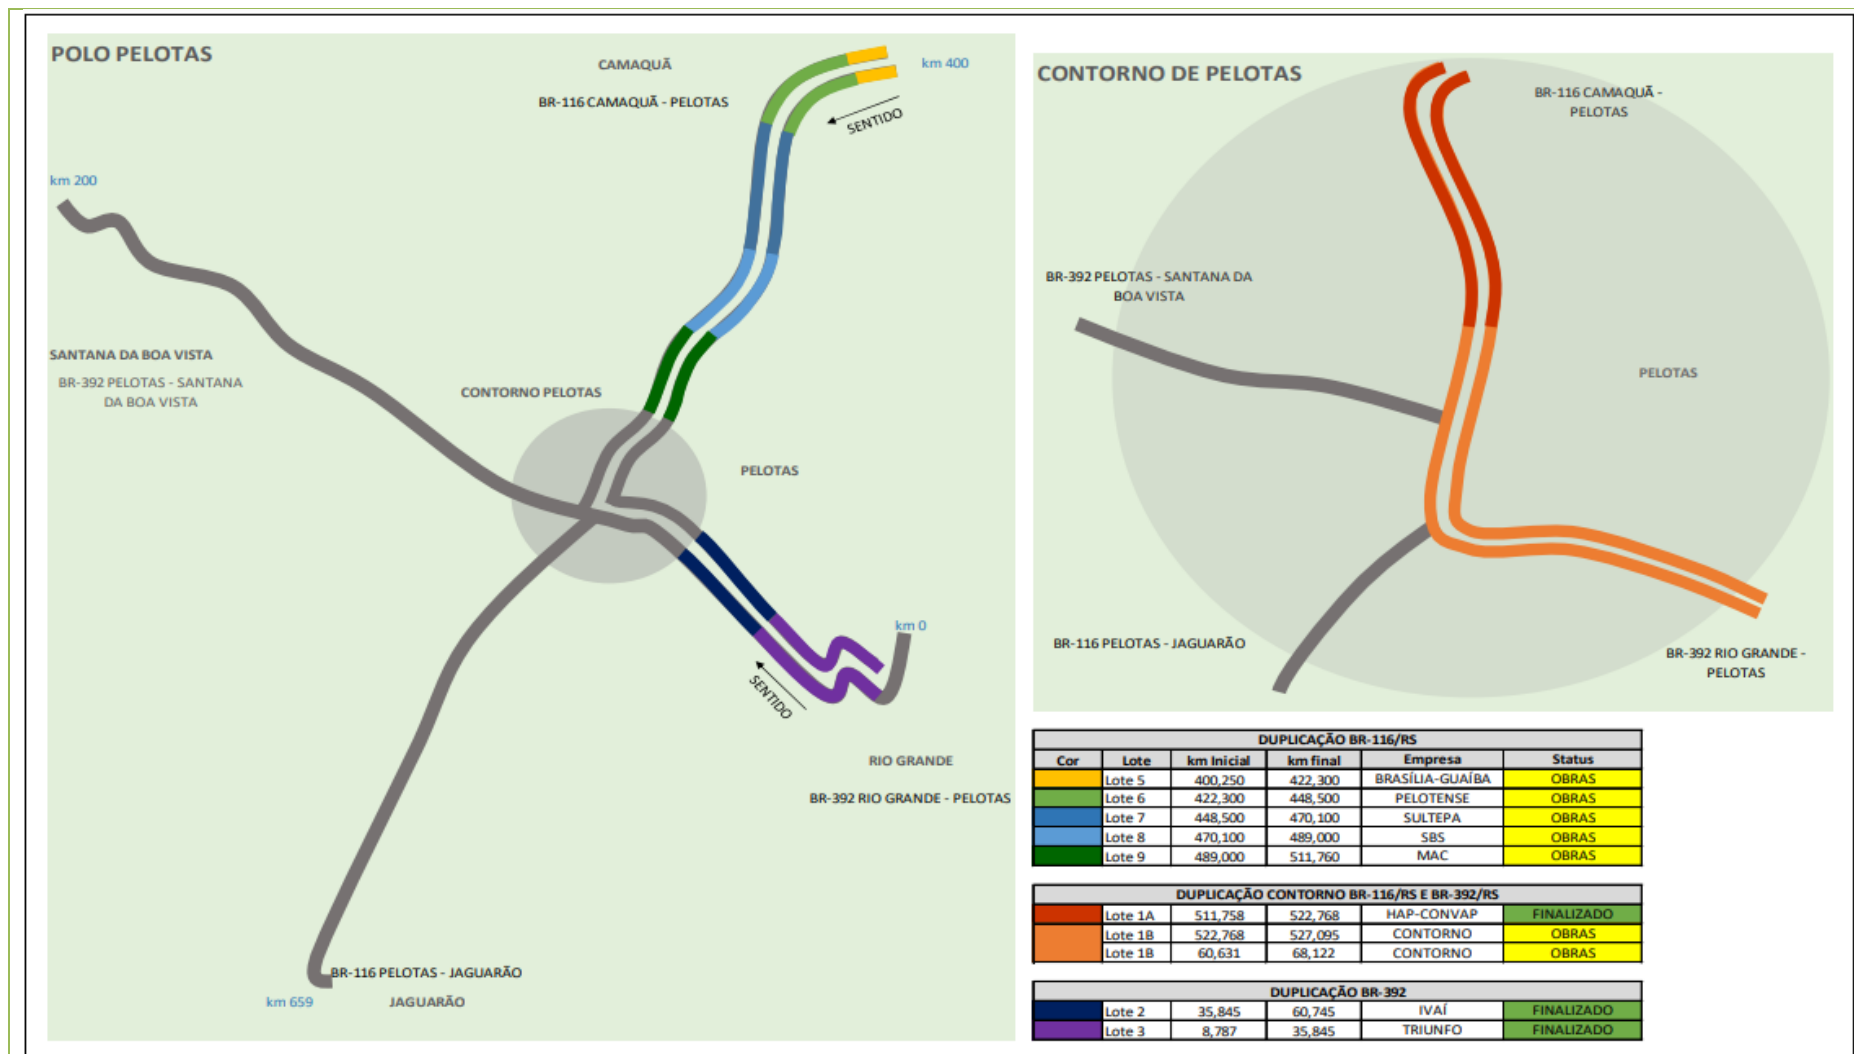 POLO PELOTAS
CAMAQUÃ
km 400
BR-116 CAMAQUÃ - PELOTAS
SENTIDO
km 200
SANTANA DA BOA VISTA
BR-392 PELOTAS - SANTANA
DA BOA VISTA
CONTORNO PELOTAS
PELOTAS
km 0
SENTIDO
RIO GRANDE
BR-392 RIO GRANDE - PELOTAS
BR-116 PELOTAS - JAGUARÃO
km 659
JAGUARÃO
CONTORNO DE PELOTAS
BR-116 CAMAQUÃ -
PELOTAS
BR-392 PELOTAS - SANTANA DA
BOA VISTA
PELOTAS
BR-116 PELOTAS - JAGUARÃO
BR-392 RIO GRANDE -
PELOTAS
DUPLICAÇÃO BR-116/RS
Cor Lote km Inicial km final Empresa Status
Lote 5 400,250 422,300 BRASÍLIA-GUAÍBA OBRAS
Lote 6 422,300 448,500 PELOTENSE OBRAS
Lote 7 448,500 470,100 SULTEPA OBRAS
Lote 8 470,100 489,000 SBS OBRAS
Lote 9 489,000 511,760 MAC OBRAS
DUPLICAÇÃO CONTORNO BR-116/RS E BR-392/RS
Lote 1A 511,758 522,768 HAP-CONVAP FINALIZADO
Lote 1B 522,768 527,095 CONTORNO OBRAS
Lote 1B 60,631 68,122 CONTORNO OBRAS
DUPLICAÇÃO BR-392
Lote 2 35,845 60,745 IVAÍ FINALIZADO
Lote 3 8,787 35,845 TRIUNFO FINALIZADO